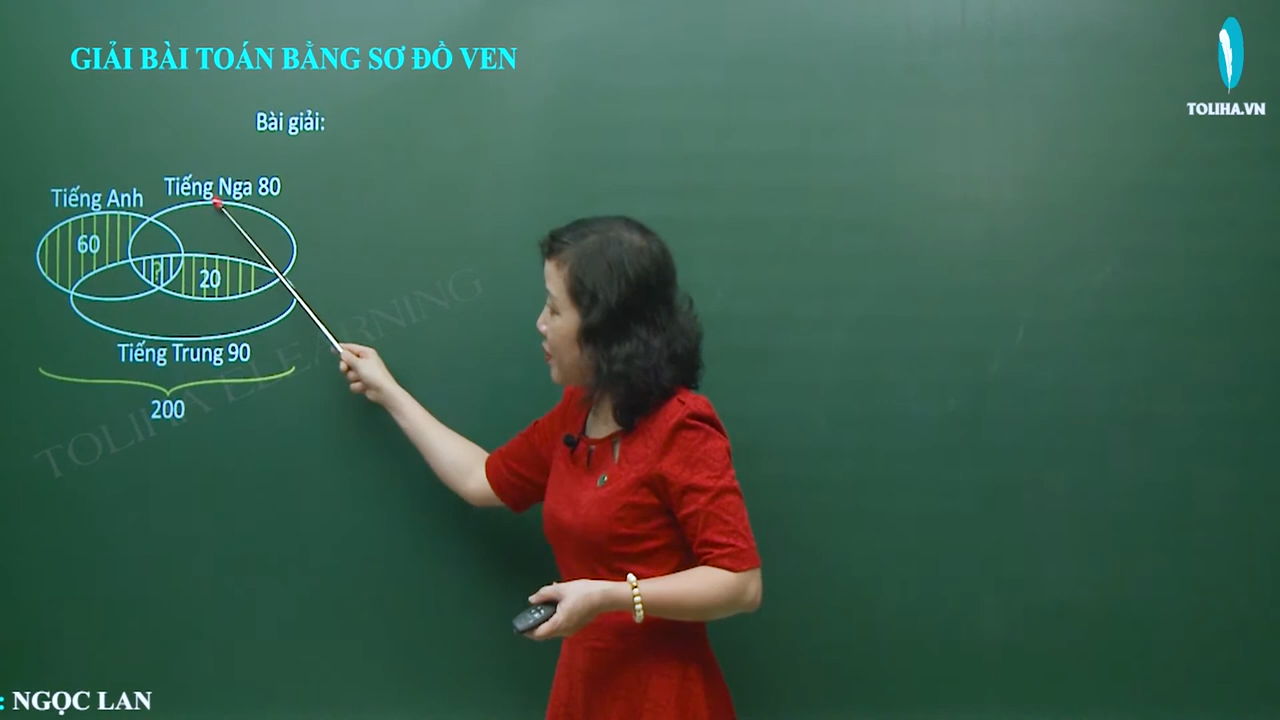 GIẢI BÀI TOÁN BẰNG SƠ ĐỒ VEN
TOLIHA.VN
Bài giải:
Tiếng Anh
Tiếng Nga 80
60
?
20
Tiếng Trung 90
200
TOLIHA ELEARNING
: NGỌC LAN